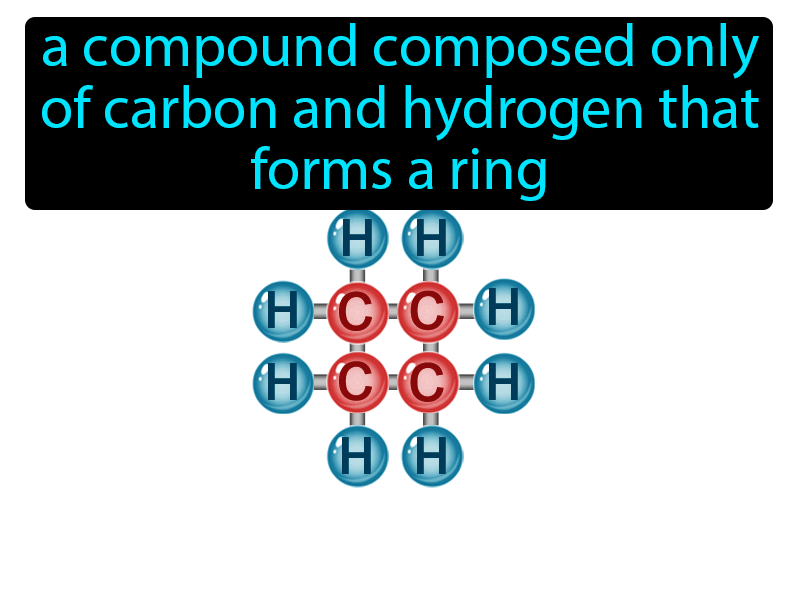 a compound composed only
of carbon and hydrogen that
forms a ring
H H
H C C H
H C C H
H H